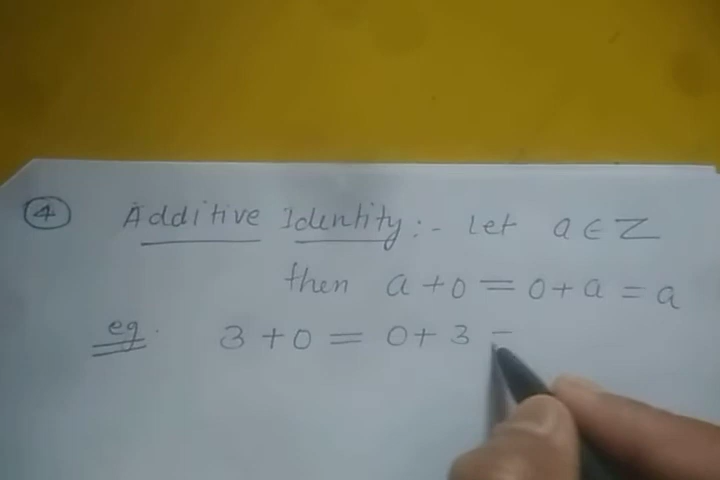 ④ Additive Identity :- Let a ∈ Z
then a + 0 = 0 + a = a
eg. 3 + 0 = 0 + 3 -